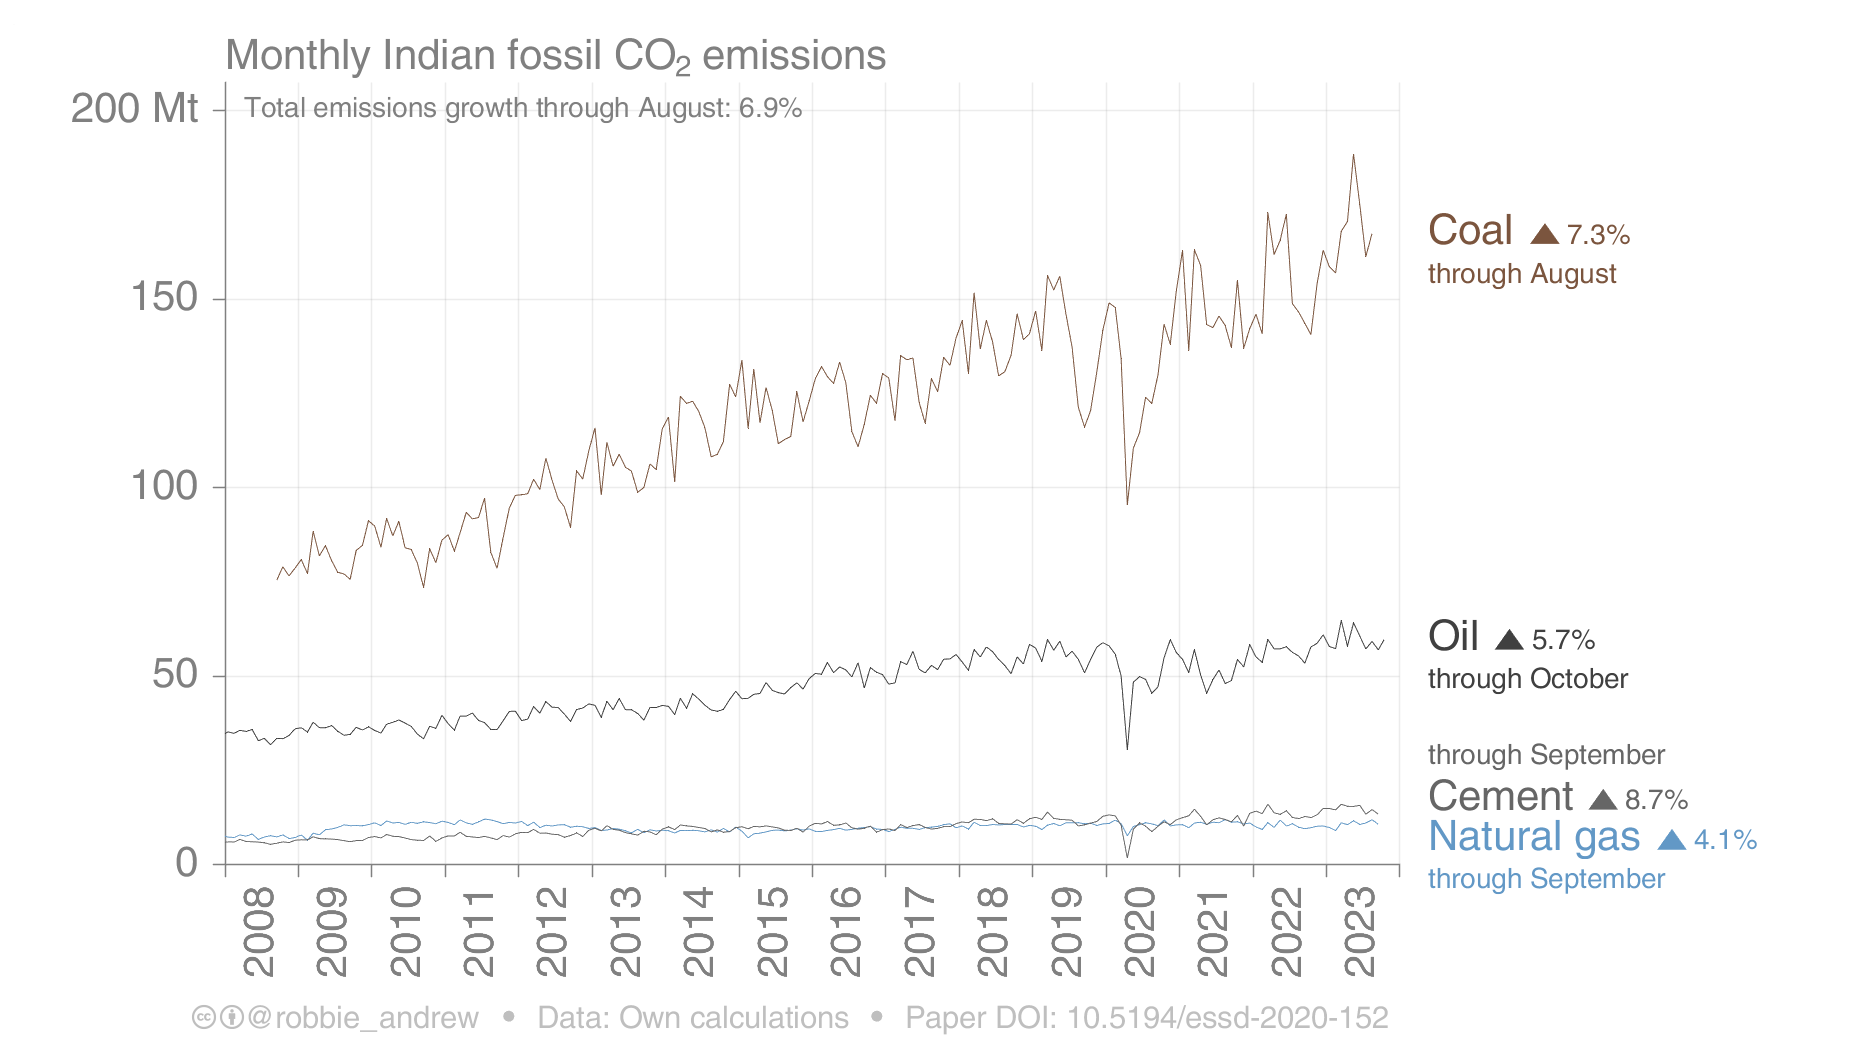 Monthly Indian fossil CO₂ emissions
Total emissions growth through August: 6.9%
200 Mt
150
100
50
0
Coal ▲ 7.3%
through August
Oil ▲ 5.7%
through October
through September
Cement ▲ 8.7%
Natural gas ▲ 4.1%
through September
2008 2009 2010 2011 2012 2013 2014 2015 2016 2017 2018 2019 2020 2021 2022 2023
@robbie_andrew • Data: Own calculations • Paper DOI: 10.5194/essd-2020-152